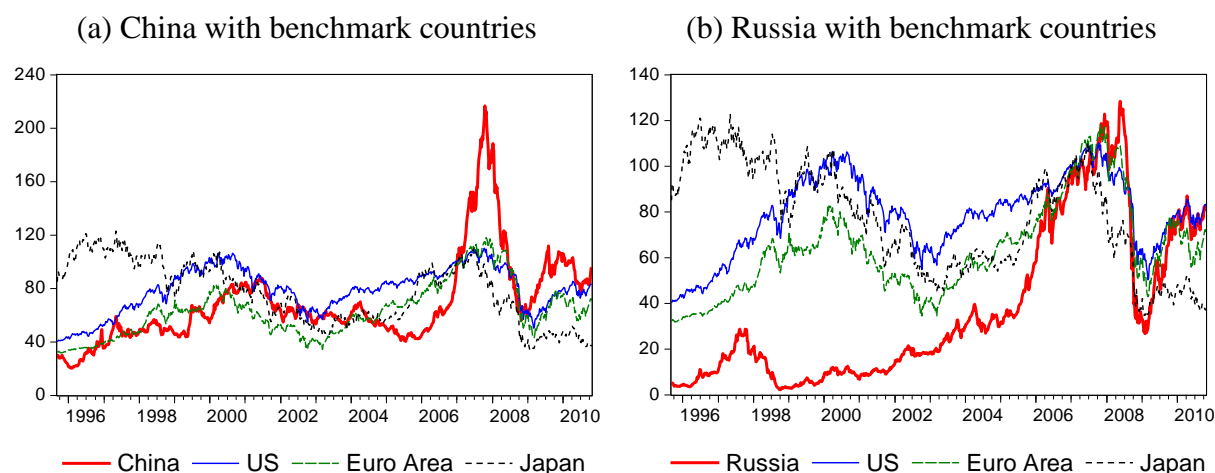 (a) China with benchmark countries
240
200
160
120
80
40
0
1996 1998 2000 2002 2004 2006 2008 2010
China US Euro Area Japan
(b) Russia with benchmark countries
140
120
100
80
60
40
20
0
1996 1998 2000 2002 2004 2006 2008 2010
Russia US Euro Area Japan